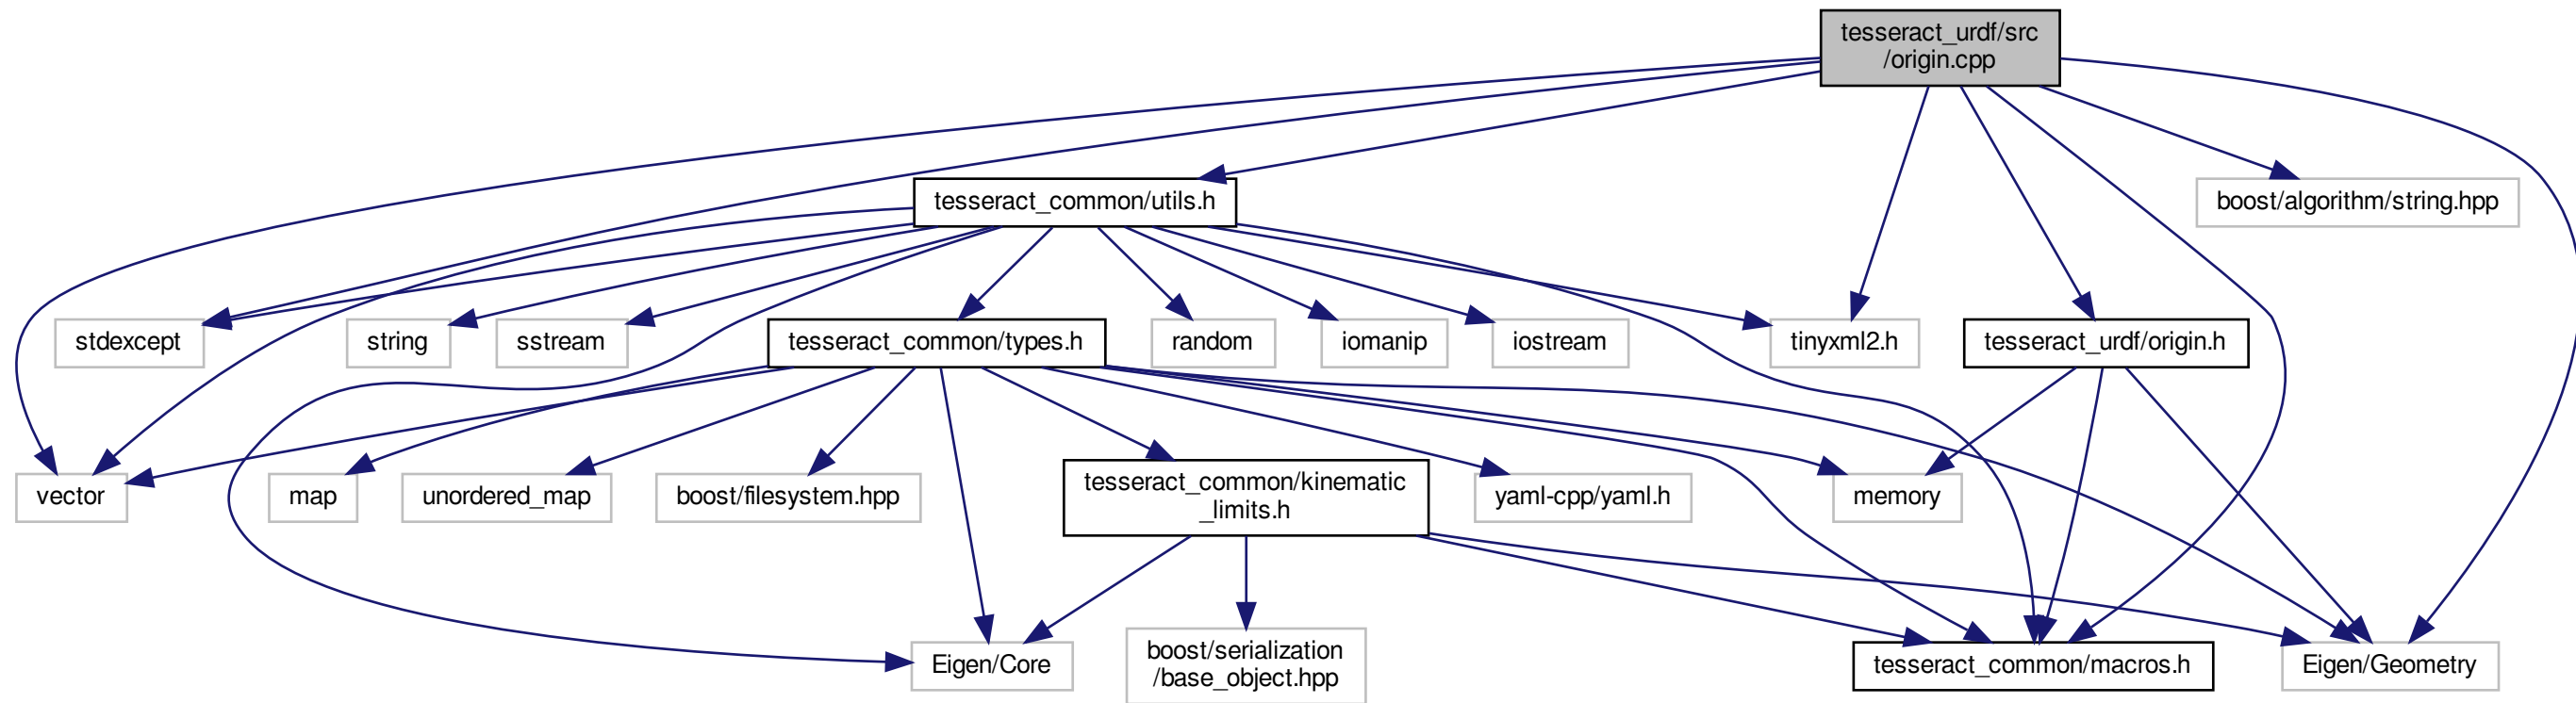 tesseract_urdf/src
/origin.cpp
tesseract_common/utils.h
boost/algorithm/string.hpp
stdexcept
string
sstream
tesseract_common/types.h
random
iomanip
iostream
tinyxml2.h
tesseract_urdf/origin.h
vector
map
unordered_map
boost/filesystem.hpp
tesseract_common/kinematic
_limits.h
yaml-cpp/yaml.h
memory
Eigen/Core
boost/serialization
/base_object.hpp
tesseract_common/macros.h
Eigen/Geometry